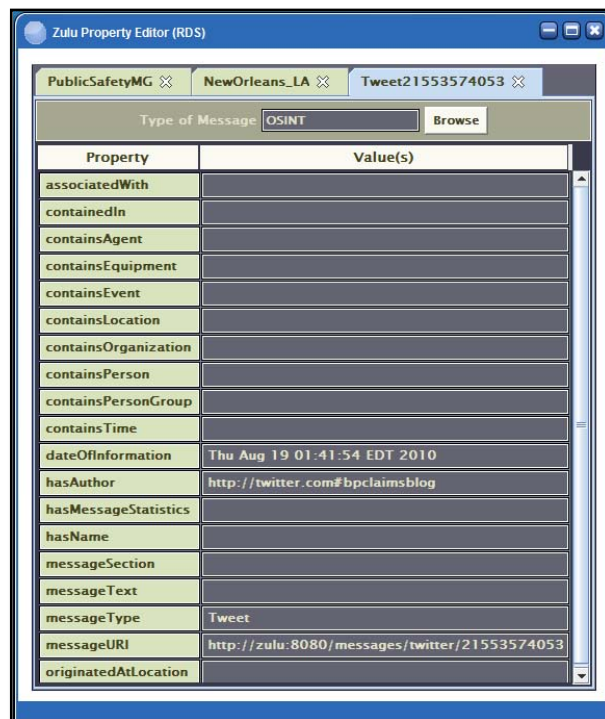 Zulu Property Editor (RDS)
PublicSafetyMG NewOrleans_LA Tweet21553574053
Type of Message OSINT Browse
Property Value(s)
associatedWith
containedIn
containsAgent
containsEquipment
containsEvent
containsLocation
containsOrganization
containsPerson
containsPersonGroup
containsTime
dateOfInformation Thu Aug 19 01:41:54 EDT 2010
hasAuthor http://twitter.com#bpclaimsblog
hasMessageStatistics
hasName
messageSection
messageText
messageType Tweet
messageURI http://zulu:8080/messages/twitter/21553574053
originatedAtLocation